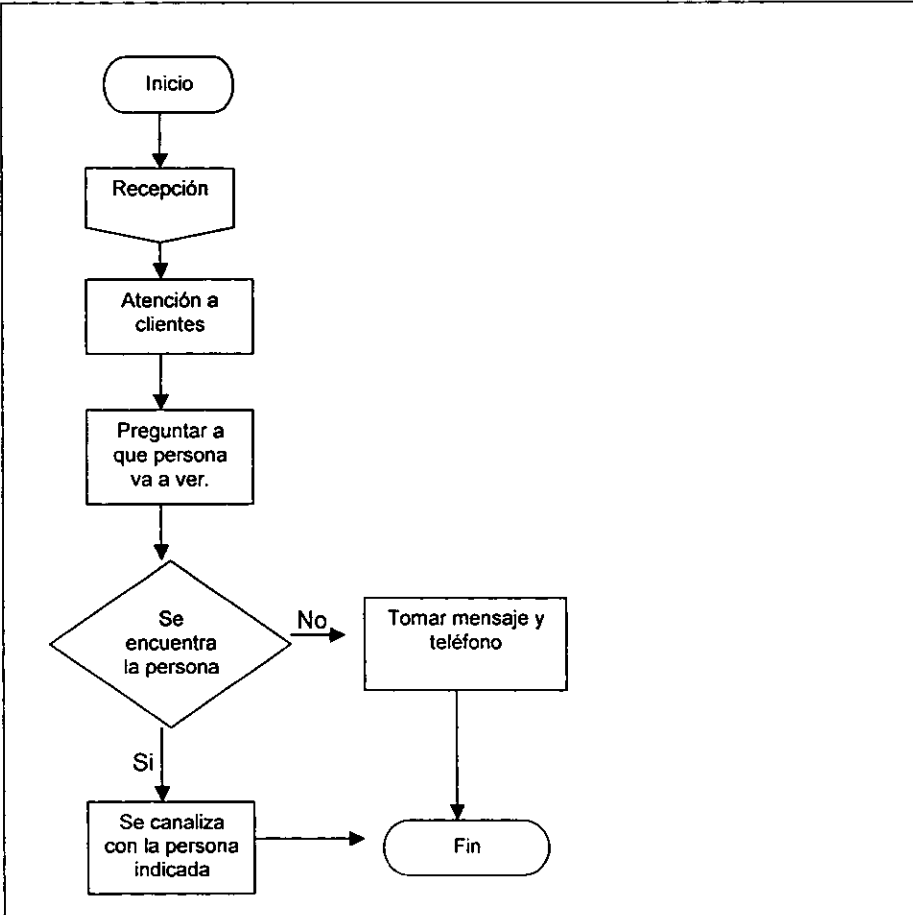 Inicio
Recepción
Atención a
clientes
Preguntar a
que persona
va a ver.
Se
encuentra
la persona
No
Tomar mensaje y
teléfono
Si
Se canaliza
con la persona
indicada
Fin